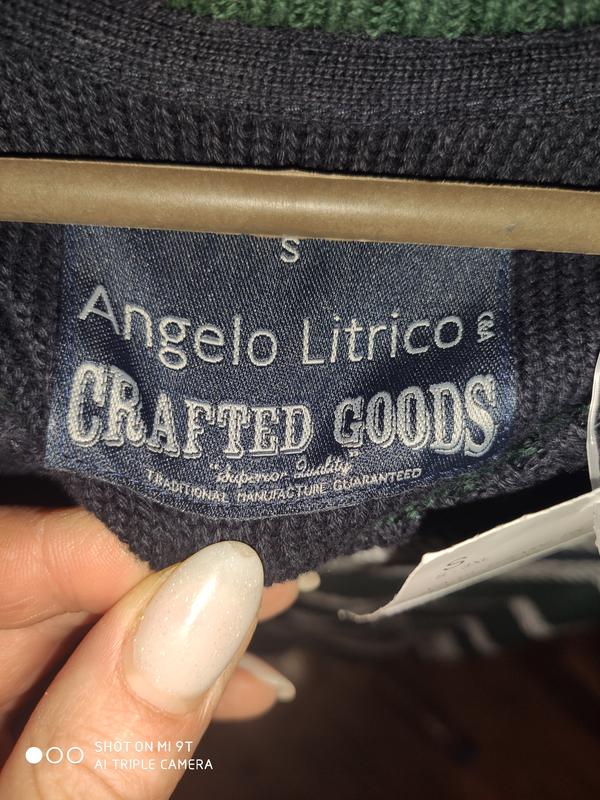 S
Angelo Litrico C&A
CRAFTED GOODS
"Superior Quality"
TRADITIONAL MANUFACTURE GUARANTEED
S
SHOT ON MI 9T
AI TRIPLE CAMERA